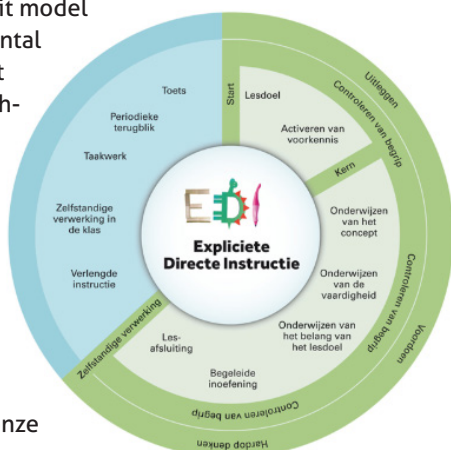 it model
ntal
t
h-
nze
Start
Lesdoel
Activeren van
voorkennis
Kern
Onderwijzen
van het
concept
Onderwijzen
van de
vaardigheid
Onderwijzen van
het belang van
het lesdoel
Begeleide
inoefening
Les-
afsluiting
Zelfstandige verwerking
Verlengde
instructie
Zelfstandige
verwerking in
de klas
Taakwerk
Periodieke
terugblik
Toets
EDI
Expliciete
Directe Instructie
Controleren van begrip
Controleren van begrip
Controleren van begrip
Uitleggen
Voordoen
Hardop denken